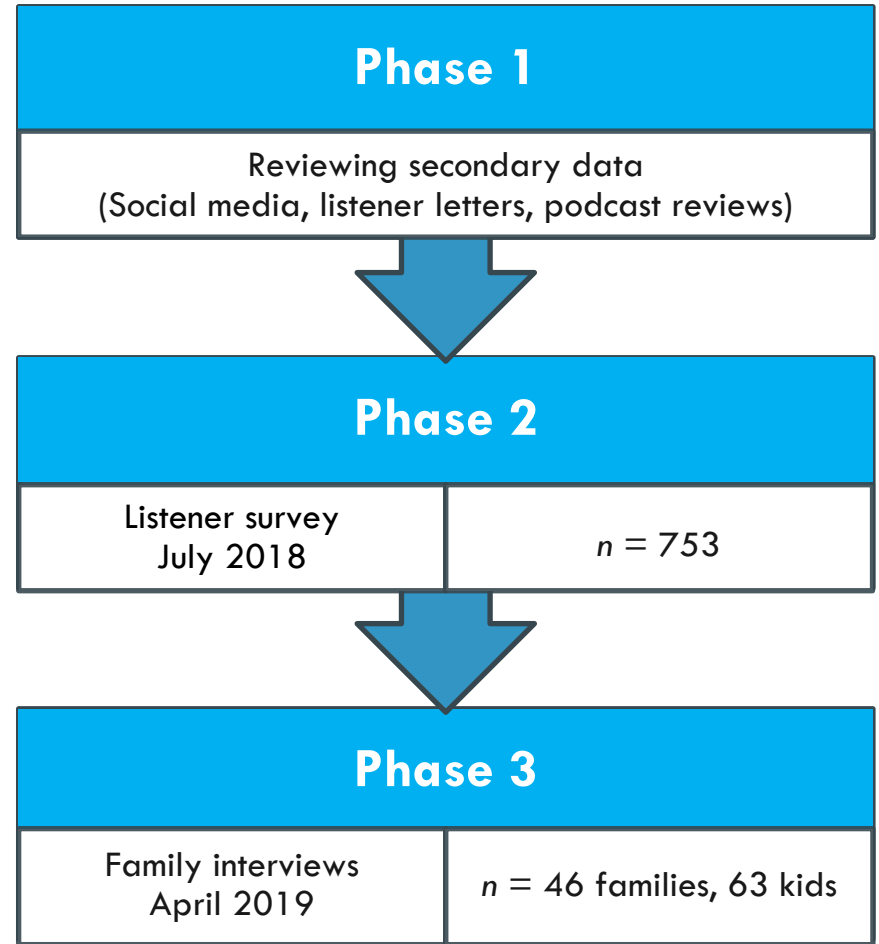 Phase 1
Reviewing secondary data
(Social media, listener letters, podcast reviews)
Phase 2
Listener survey
July 2018
n = 753
Phase 3
Family interviews
April 2019
n = 46 families, 63 kids